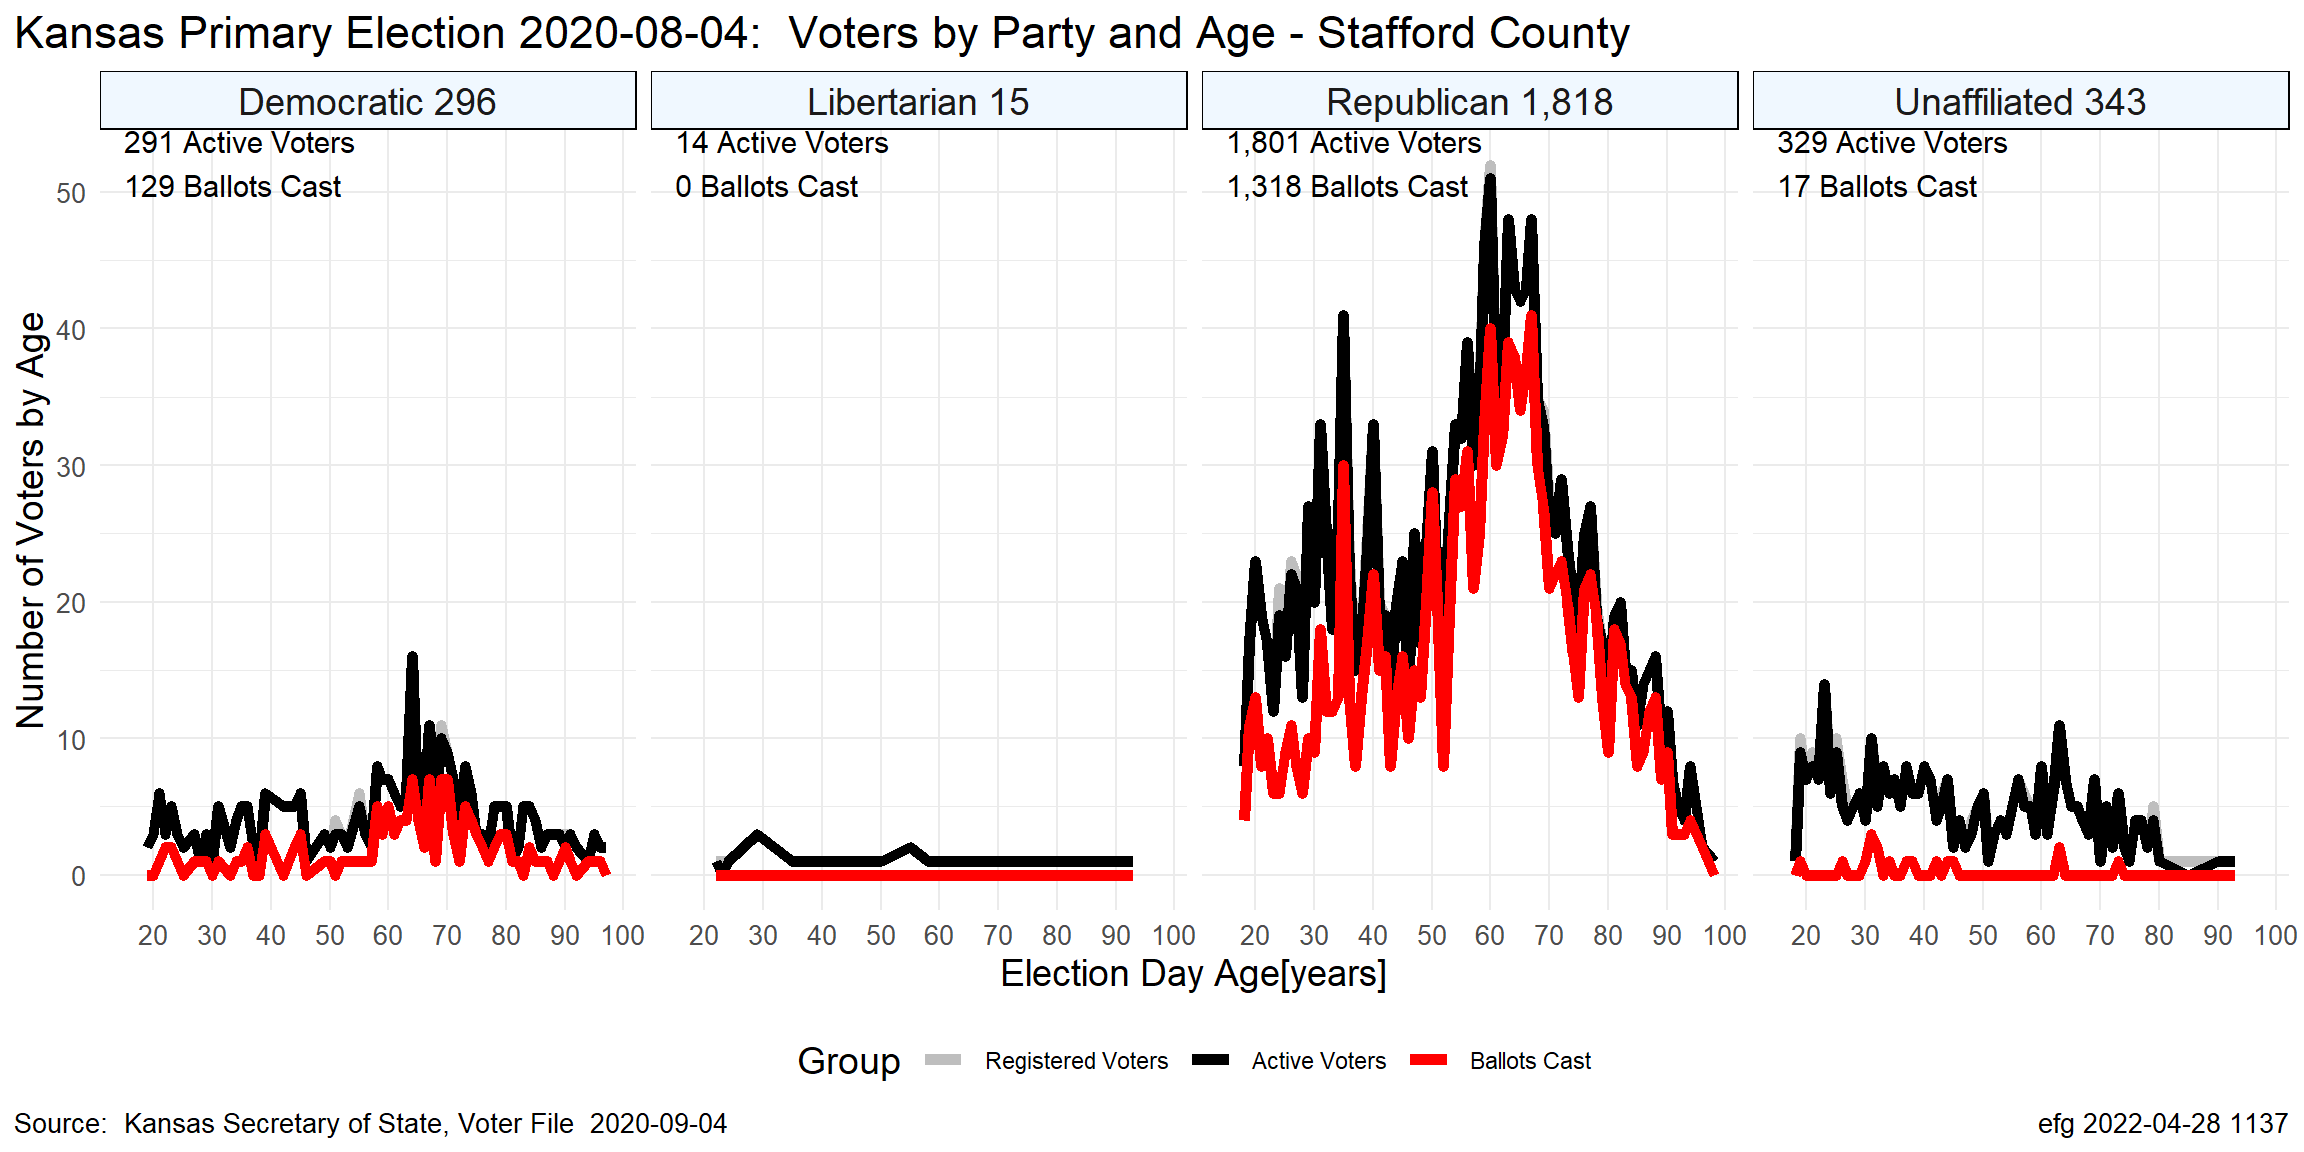 Kansas Primary Election 2020-08-04:  Voters by Party and Age - Stafford County
Democratic 296
Libertarian 15
Republican 1,818
Unaffiliated 343
291 Active Voters
129 Ballots Cast
14 Active Voters
0 Ballots Cast
1,801 Active Voters
1,318 Ballots Cast
329 Active Voters
17 Ballots Cast
Number of Voters by Age
50
40
30
20
10
0
20 30 40 50 60 70 80 90 100
20 30 40 50 60 70 80 90 100
20 30 40 50 60 70 80 90 100
20 30 40 50 60 70 80 90 100
Election Day Age[years]
Group Registered Voters Active Voters Ballots Cast
Source:  Kansas Secretary of State, Voter File  2020-09-04
efg 2022-04-28 1137